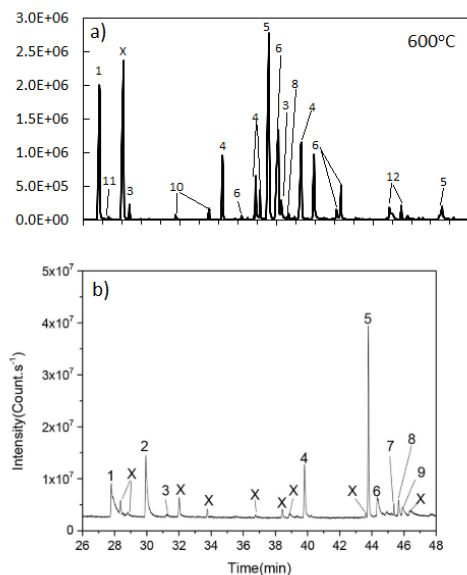 a)
600°C
3.0E+06
2.5E+06
2.0E+06
1.5E+06
1.0E+06
5.0E+05
0.0E+00
1
11
X
3
10
4
6
4
5
6
3
8
4
6
12
5
b)
5x10⁷
4x10⁷
3x10⁷
2x10⁷
1x10⁷
0
Intensity(Count.s⁻¹)
1
X
2
3
X
X
X
X
X
4
X
5
6
7
8
9
X
26 28 30 32 34 36 38 40 42 44 46 48
Time(min)